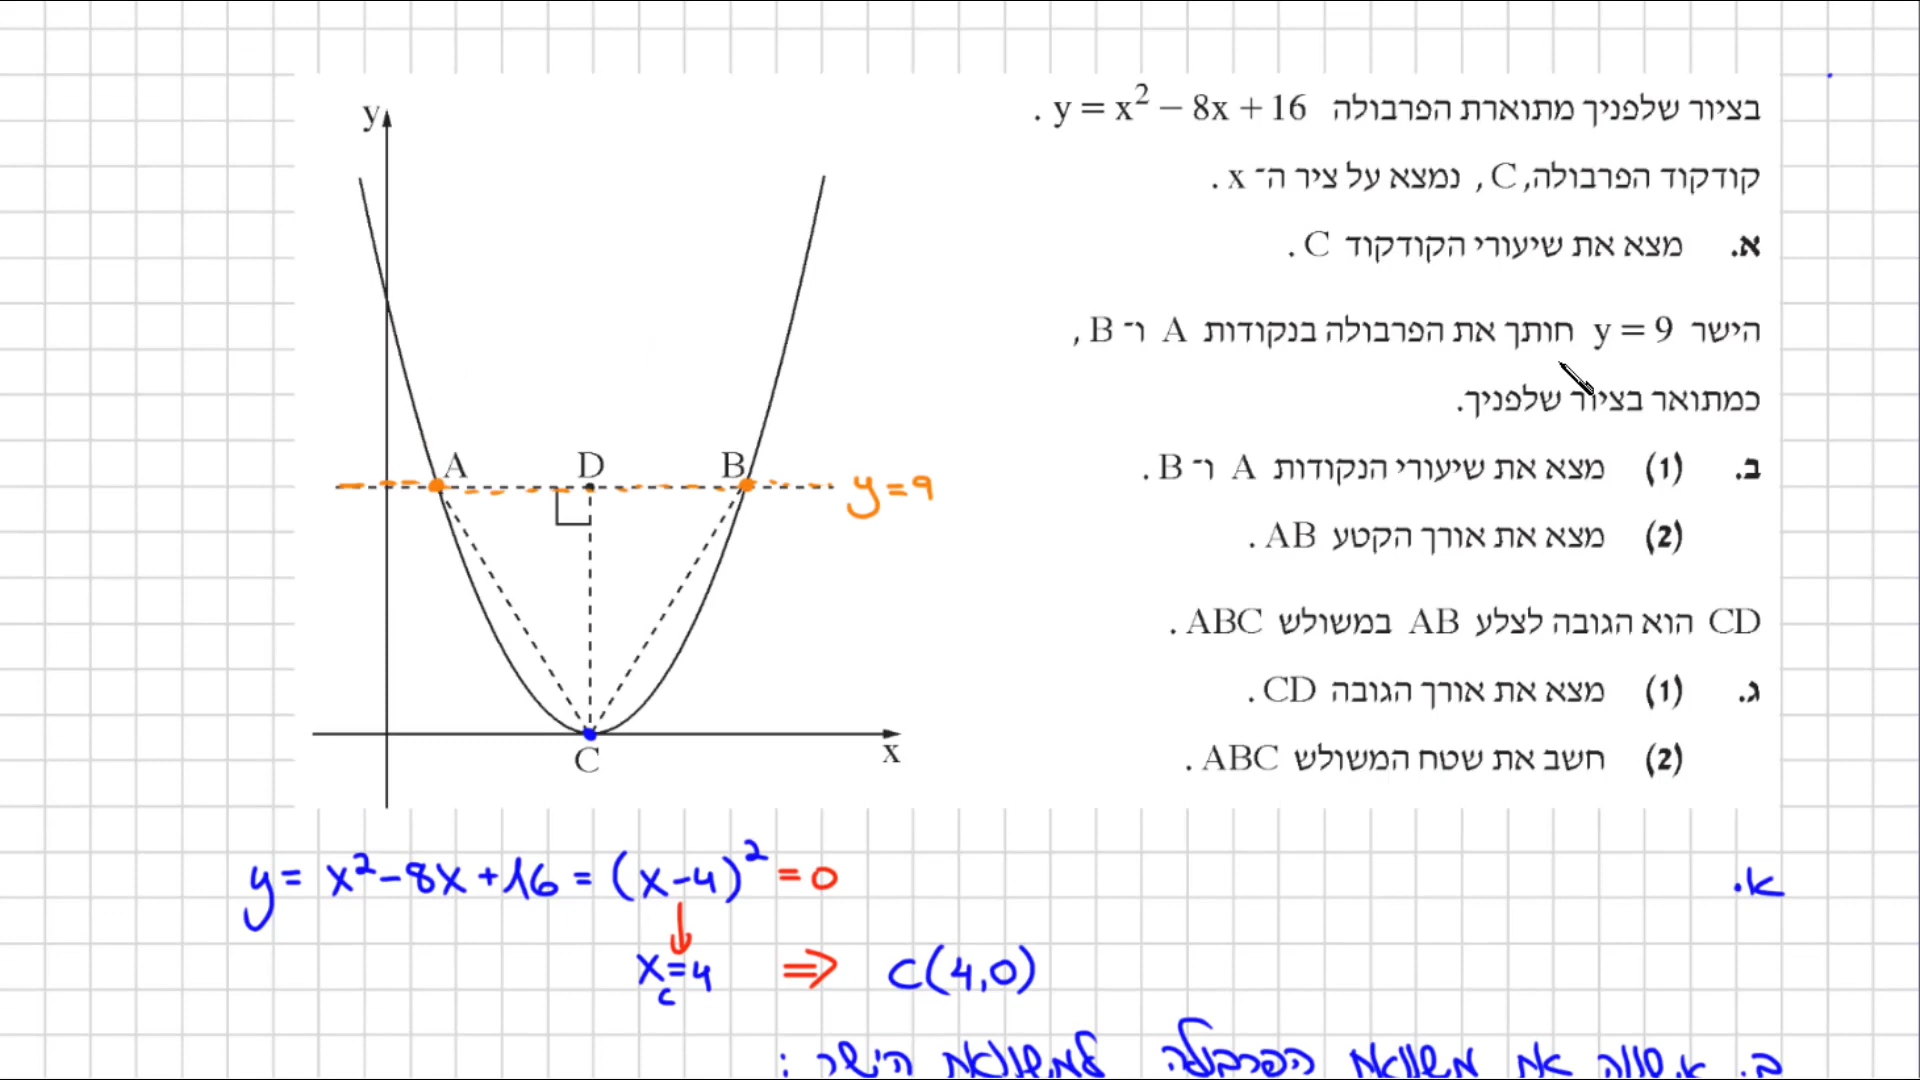 בציור שלפניך מתוארת הפרבולה y = x² − 8x + 16 .
קודקוד הפרבולה, C , נמצא על ציר ה־ x .
א. מצא את שיעורי הקודקוד C .
הישר y = 9 חותך את הפרבולה בנקודות A ו־ B ,
כמתואר בציור שלפניך.
ב. (1) מצא את שיעורי הנקודות A ו־ B .
(2) מצא את אורך הקטע AB .
CD הוא הגובה לצלע AB במשולש ABC .
ג. (1) מצא את אורך הגובה CD .
(2) חשב את שטח המשולש ABC .
y
A D B
y = 9
C
x
א.
y = x² − 8x + 16 = (x − 4)² = 0
x_c = 4 ⇒ C(4,0)
ב. נשווה את משוואת הפרבולה למשוואת הישר :